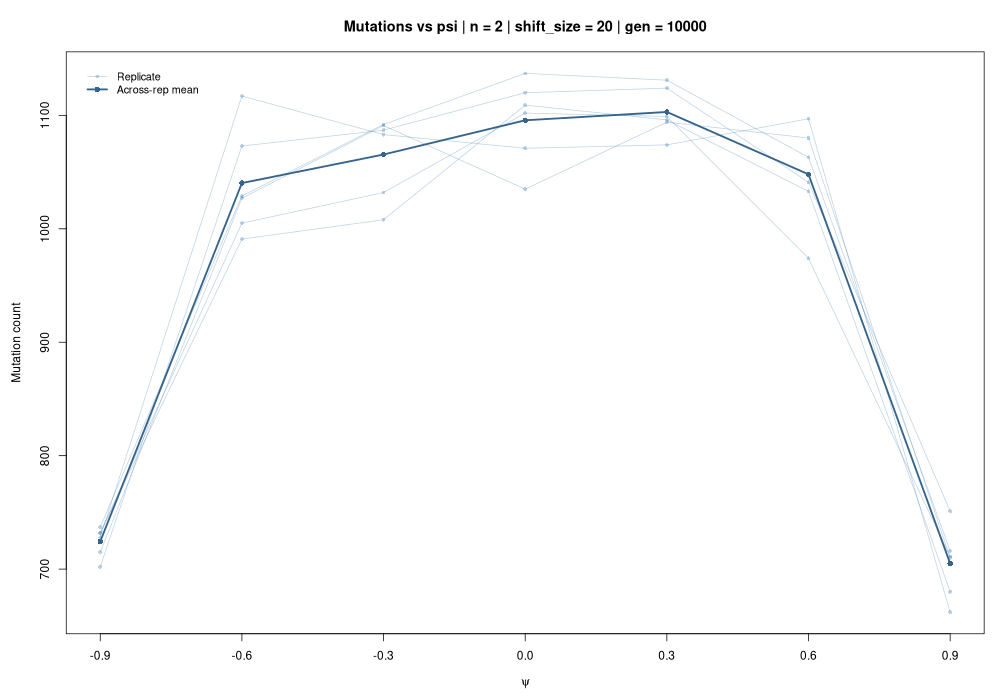 Mutations vs psi | n = 2 | shift_size = 20 | gen = 10000
Replicate
Across-rep mean
Mutation count
1100
1000
900
800
700
-0.9
-0.6
-0.3
0.0
0.3
0.6
0.9
ψ